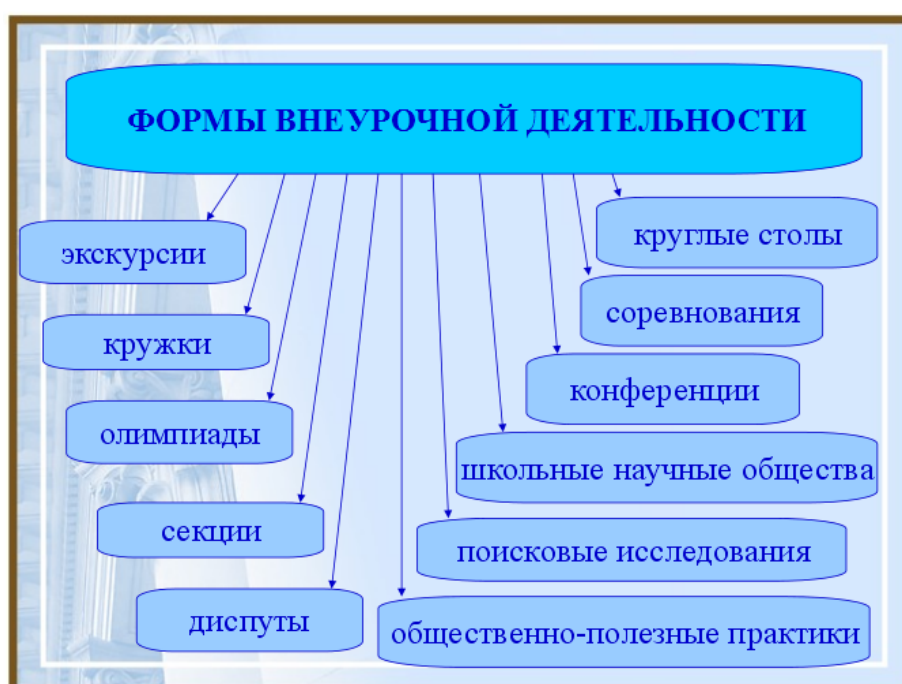 ФОРМЫ ВНЕУРОЧНОЙ ДЕЯТЕЛЬНОСТИ
экскурсии
кружки
олимпиады
секции
диспуты
круглые столы
соревнования
конференции
школьные научные общества
поисковые исследования
общественно-полезные практики